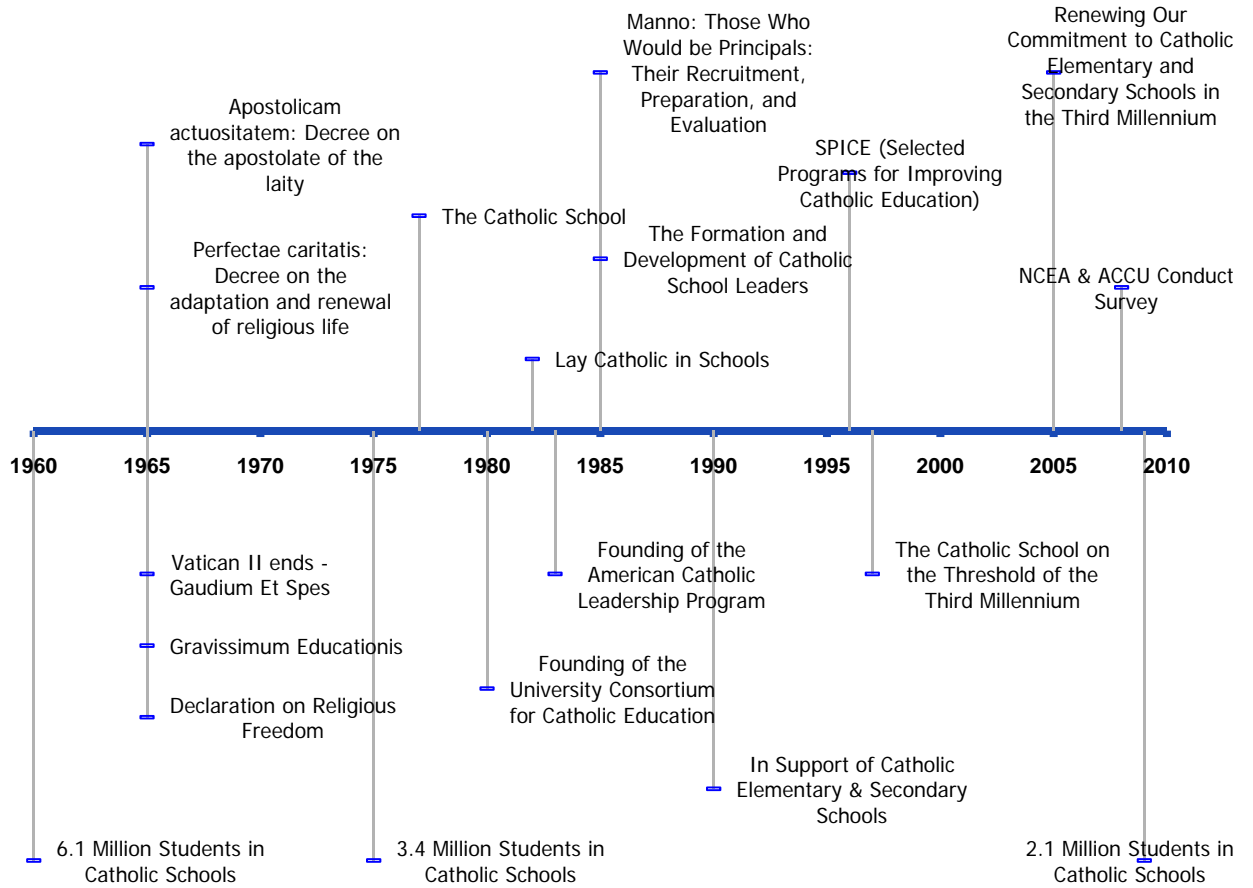 Apostolicam
actuositatem: Decree on
the apostolate of the
laity
Perfectae caritatis:
Decree on the
adaptation and renewal
of religious life
The Catholic School
Lay Catholic in Schools
Manno: Those Who
Would be Principals:
Their Recruitment,
Preparation, and
Evaluation
The Formation and
Development of Catholic
School Leaders
SPICE (Selected
Programs for Improving
Catholic Education)
Renewing Our
Commitment to Catholic
Elementary and
Secondary Schools in
the Third Millennium
NCEA & ACCU Conduct
Survey
1960 1965 1970 1975 1980 1985 1990 1995 2000 2005 2010
Vatican II ends -
Gaudium Et Spes
Gravissimum Educationis
Declaration on Religious
Freedom
Founding of the
American Catholic
Leadership Program
Founding of the
University Consortium
for Catholic Education
The Catholic School on
the Threshold of the
Third Millennium
In Support of Catholic
Elementary & Secondary
Schools
6.1 Million Students in
Catholic Schools
3.4 Million Students in
Catholic Schools
2.1 Million Students in
Catholic Schools